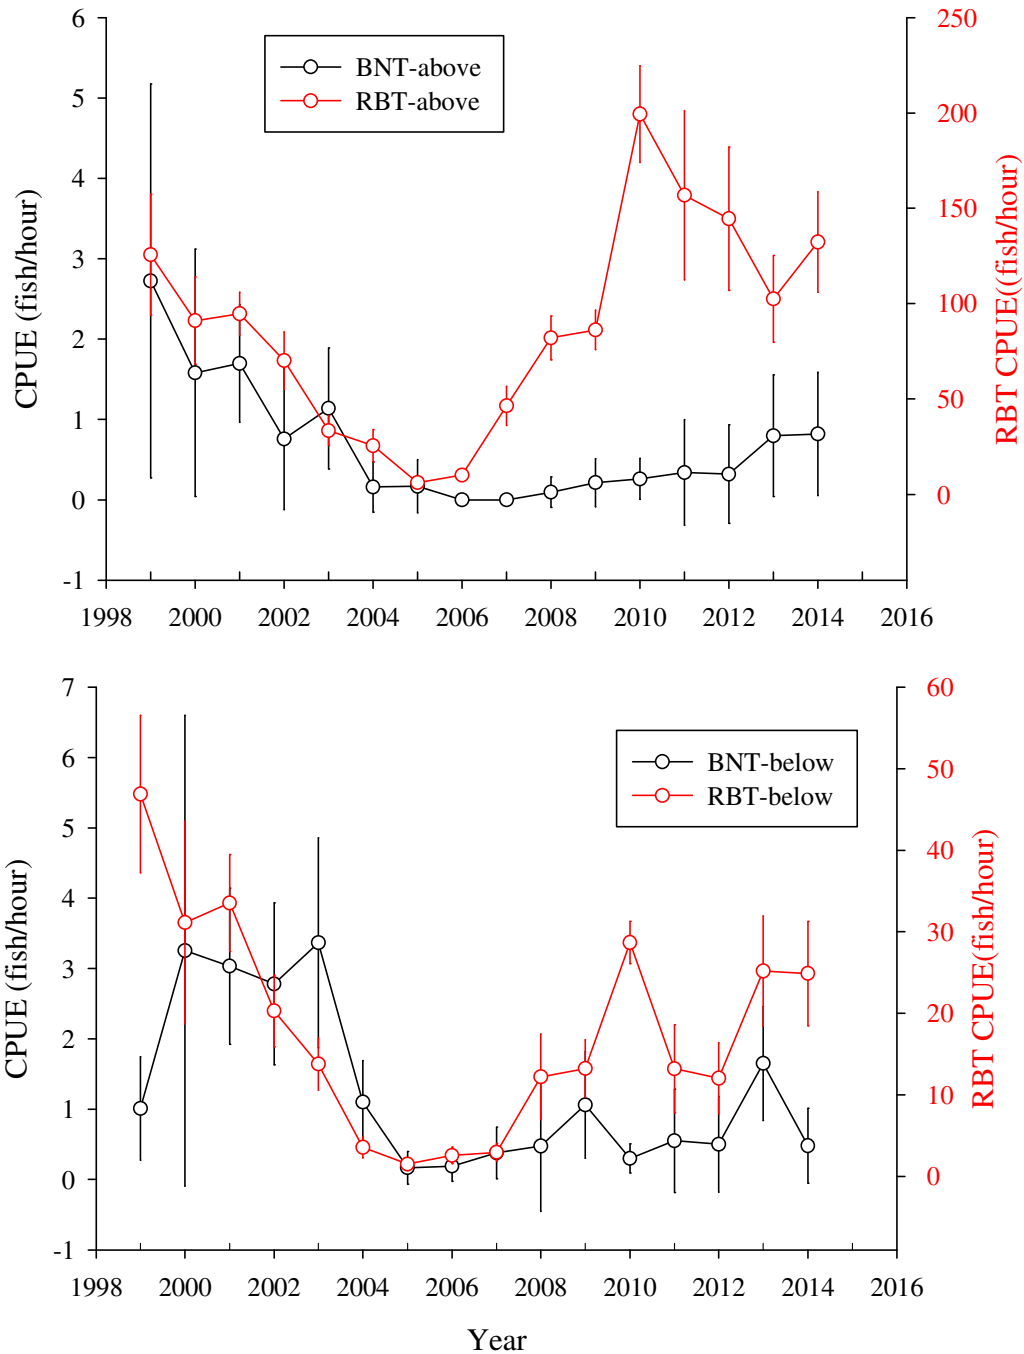 6
5
4
3
2
1
0
-1
CPUE (fish/hour)
BNT-above
RBT-above
250
200
150
100
50
0
RBT CPUE((fish/hour)
1998 2000 2002 2004 2006 2008 2010 2012 2014 2016
7
6
5
4
3
2
1
0
-1
CPUE (fish/hour)
BNT-below
RBT-below
60
50
40
30
20
10
0
RBT CPUE(fish/hour)
1998 2000 2002 2004 2006 2008 2010 2012 2014 2016
Year